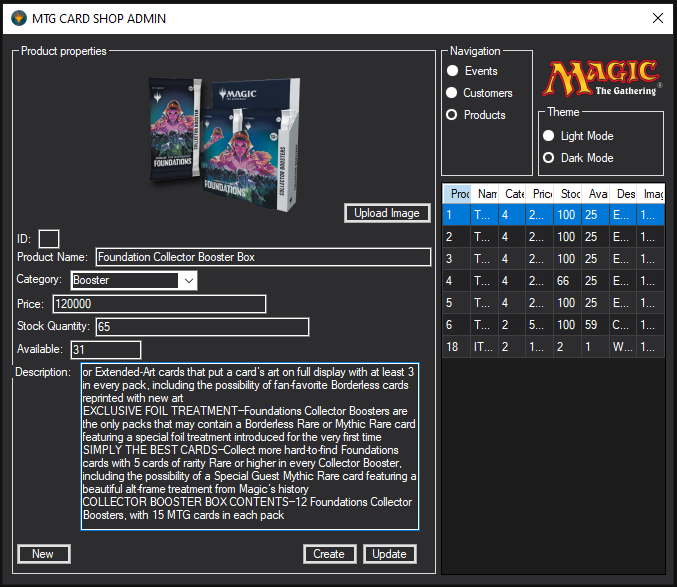 MTG CARD SHOP ADMIN
Product properties
MAGIC
COLLECTOR BOOSTER
FOUNDATIONS
COLLECTOR BOOSTERS
FOUNDATIONS
Upload Image
ID:
Product Name: Foundation Collector Booster Box
Category: Booster
Price: 120000
Stock Quantity: 65
Available: 31
Description: or Extended-Art cards that put a card's art on full display with at least 3
in every pack, including the possibility of fan-favorite Borderless cards
reprinted with new art
EXCLUSIVE FOIL TREATMENT–Foundations Collector Boosters are
the only packs that may contain a Borderless Rare or Mythic Rare card
featuring a special foil treatment introduced for the very first time
SIMPLY THE BEST CARDS–Collect more hard-to-find Foundations
cards with 5 cards of rarity Rare or higher in every Collector Booster,
including the possibility of a Special Guest Mythic Rare card featuring a
beautiful alt-frame treatment from Magic's history
COLLECTOR BOOSTER BOX CONTENTS–12 Foundations Collector
Boosters, with 15 MTG cards in each pack
New Create Update
Navigation
Events
Customers
Products
MAGIC
The Gathering®
Theme
Light Mode
Dark Mode
Proc Nam Cate Price Stoc Ava Des Imag
1 T... 4 2... 100 25 E... 1...
2 T... 4 2... 100 25 E... 1...
3 T... 4 2... 100 25 E... 1...
4 T... 4 2... 66 25 E... 1...
5 T... 4 2... 100 25 E... 1...
6 T... 2 5... 100 59 C... 1...
18 IT... 2 1... 2 1 W... 1...